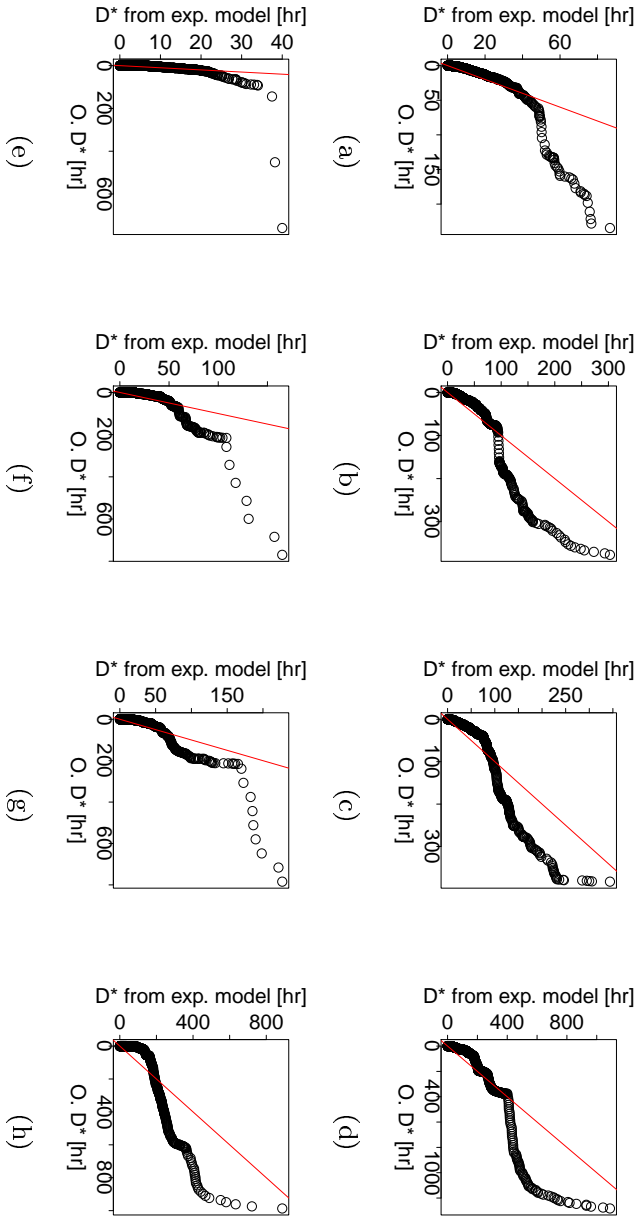 D* from exp. model [hr]
0 20 60
0 50 150
O. D* [hr]
(a)
D* from exp. model [hr]
0 100 200 300
0 100 300
O. D* [hr]
(b)
D* from exp. model [hr]
0 100 250
0 100 300
O. D* [hr]
(c)
D* from exp. model [hr]
0 400 800
0 400 1000
O. D* [hr]
(d)
D* from exp. model [hr]
0 10 20 30 40
0 200 600
O. D* [hr]
(e)
D* from exp. model [hr]
0 50 100
0 200 600
O. D* [hr]
(f)
D* from exp. model [hr]
0 50 150
0 200 600
O. D* [hr]
(g)
D* from exp. model [hr]
0 400 800
0 400 800
O. D* [hr]
(h)